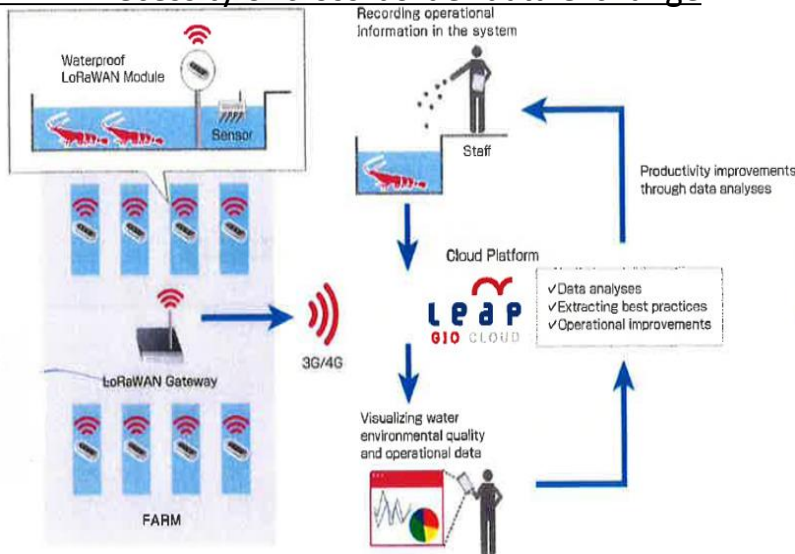 Recording operational
information in the system
Waterproof
LoRaWAN Module
Sensor
Staff
Productivity improvements
through data analyses
Cloud Platform
LEAP
GIO CLOUD
✓Data analyses
✓Extracting best practices
✓Operational improvements
3G/4G
LoRaWAN Gateway
Visualizing water
environmental quality
and operational data
FARM